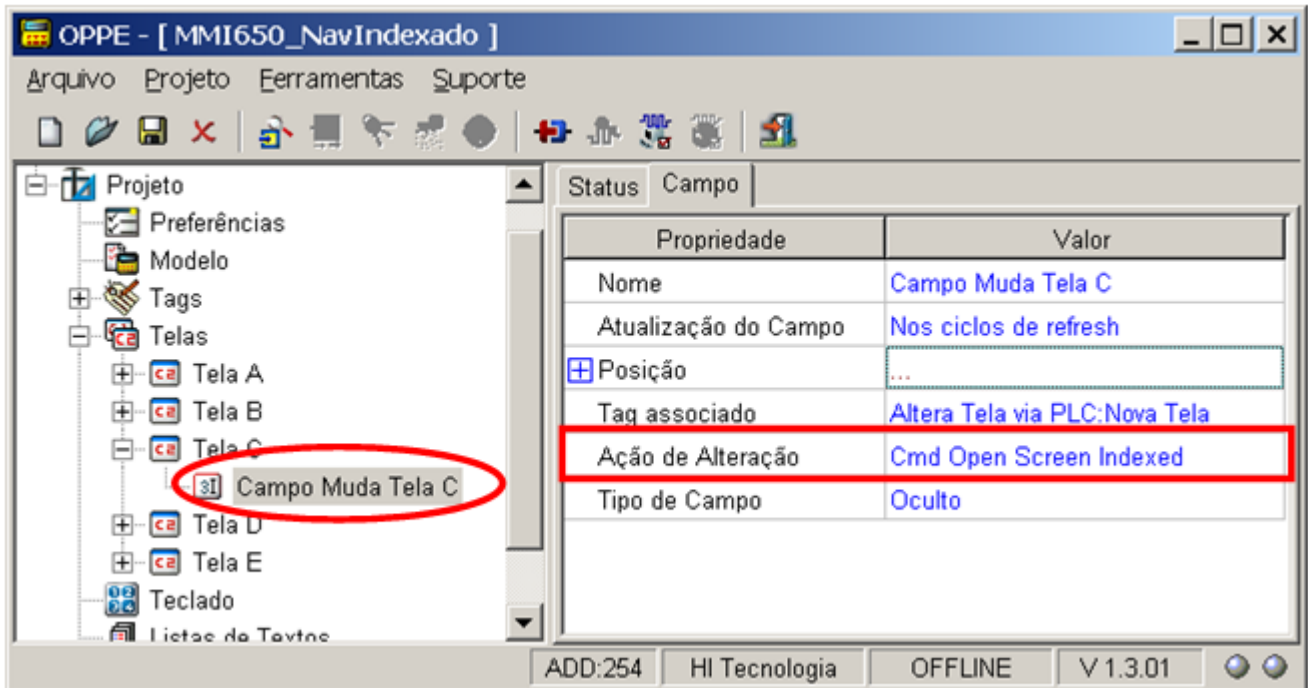 OPPE - [ MMI650_NavIndexado ]
Arquivo Projeto Ferramentas Suporte
Projeto
Preferências
Modelo
Tags
Telas
Tela A
Tela B
Tela C
Campo Muda Tela C
Tela D
Tela E
Teclado
Listas de Textos
Status Campo
Propriedade Valor
Nome Campo Muda Tela C
Atualização do Campo Nos ciclos de refresh
Posição ...
Tag associado Altera Tela via PLC:Nova Tela
Ação de Alteração Cmd Open Screen Indexed
Tipo de Campo Oculto
ADD:254 HI Tecnologia OFFLINE V 1.3.01